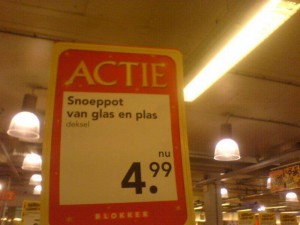 ACTIE
Snoeppot
van glas en plas
deksel
nu
4.99
BLOKKER